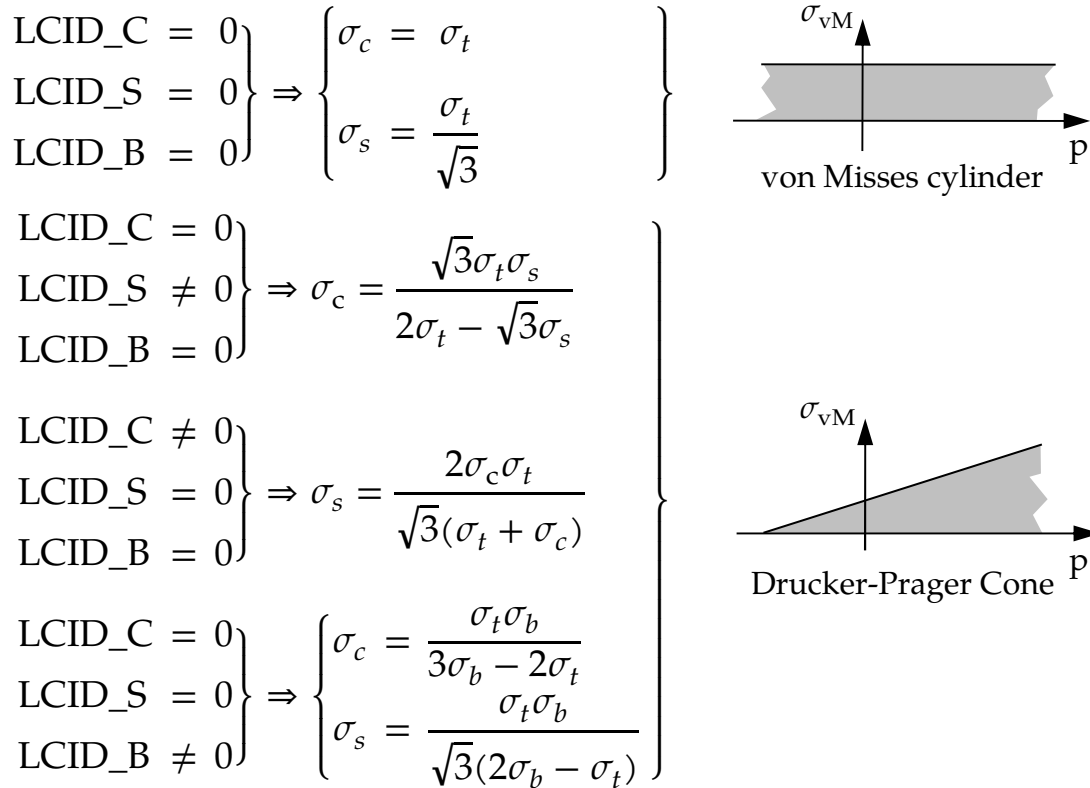 LCID_C = 0
LCID_S = 0
LCID_B = 0
⇒ { σ_c = σ_t
σ_s = σ_t / √3 }
σ_vM
p
von Misses cylinder
LCID_C = 0
LCID_S ≠ 0
LCID_B = 0
⇒ σ_c = √3σ_tσ_s / (2σ_t − √3σ_s)
LCID_C ≠ 0
LCID_S = 0
LCID_B = 0
⇒ σ_s = 2σ_cσ_t / (√3(σ_t + σ_c))
σ_vM
p
Drucker-Prager Cone
LCID_C = 0
LCID_S = 0
LCID_B ≠ 0
⇒ { σ_c = σ_tσ_b / (3σ_b − 2σ_t)
σ_s = σ_tσ_b / (√3(2σ_b − σ_t)) }